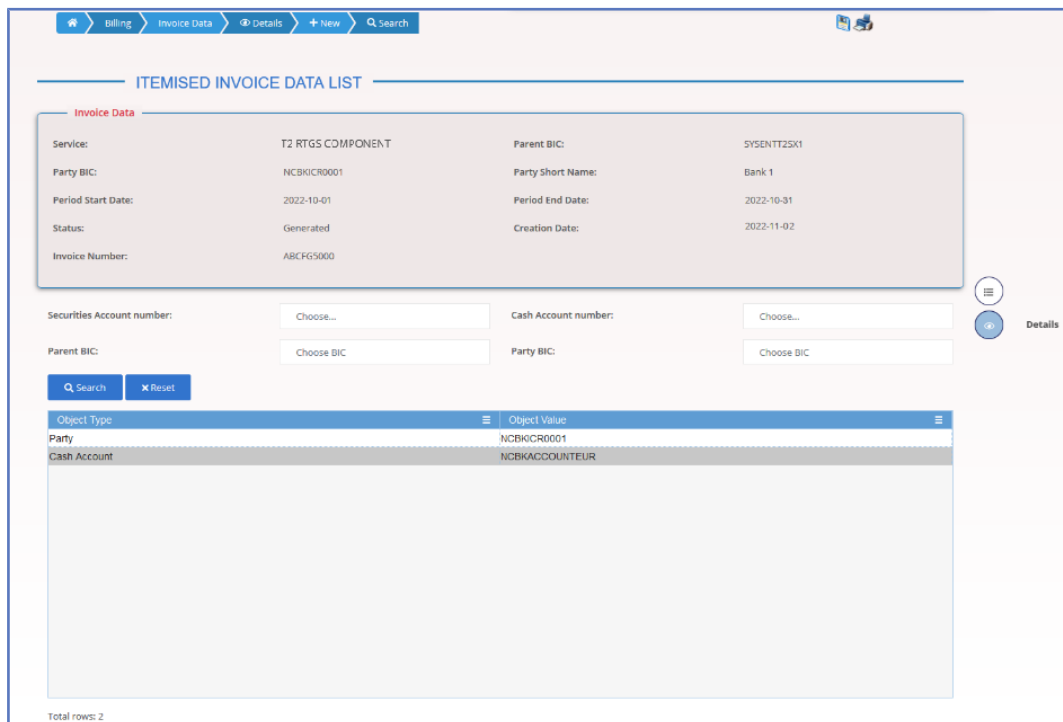 Billing Invoice Data Details New Search
ITEMISED INVOICE DATA LIST
Invoice Data
Service: T2 RTGS COMPONENT Parent BIC: SYSENTT2SX1
Party BIC: NCBKICR0001 Party Short Name: Bank 1
Period Start Date: 2022-10-01 Period End Date: 2022-10-31
Status: Generated Creation Date: 2022-11-02
Invoice Number: ABCFG5000
Securities Account number: Choose... Cash Account number: Choose...
Details
Parent BIC: Choose BIC Party BIC: Choose BIC
Search Reset
Object Type Object Value
Party NCBKICR0001
Cash Account NCBKACCOUNTEUR
Total rows: 2